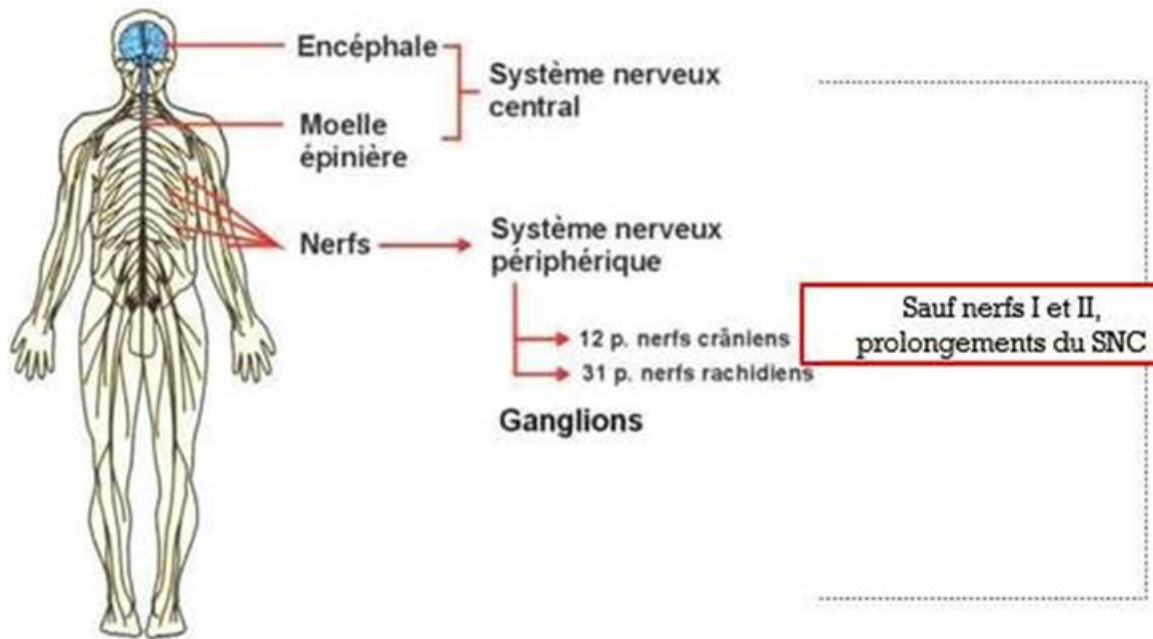 Encéphale
Système nerveux
central
Moelle
épinière
Nerfs
Système nerveux
périphérique
12 p. nerfs crâniens
31 p. nerfs rachidiens
Ganglions
Sauf nerfs I et II,
prolongements du SNC